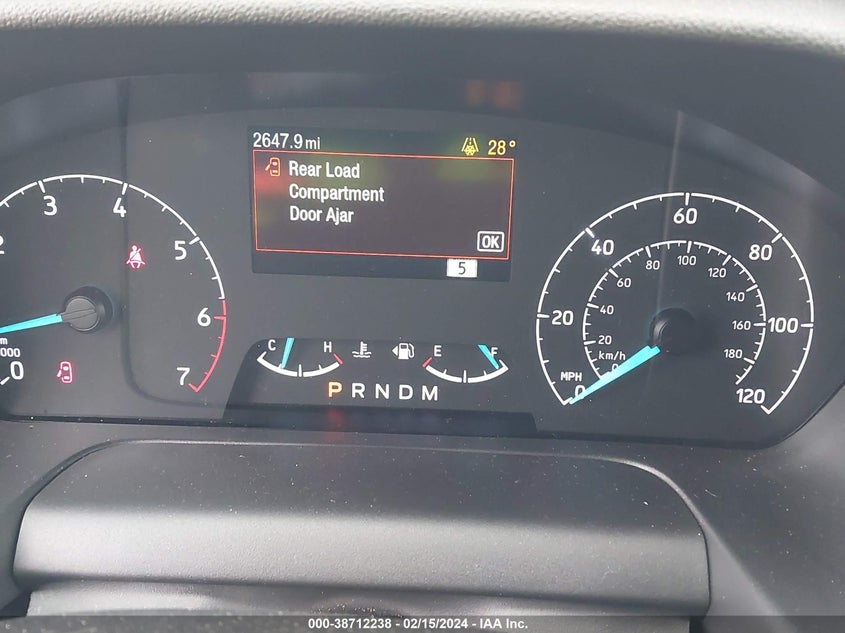 2647.9 mi 28°
Rear Load
Compartment
Door Ajar
OK
5
2 3 4 5 6 7
000
0
C H E F
P R N D M
0 20 40 60 80 100 120
MPH
20 40 60 80 100 120 140 160 180
km/h
000-38712238 - 02/15/2024 - IAA Inc.